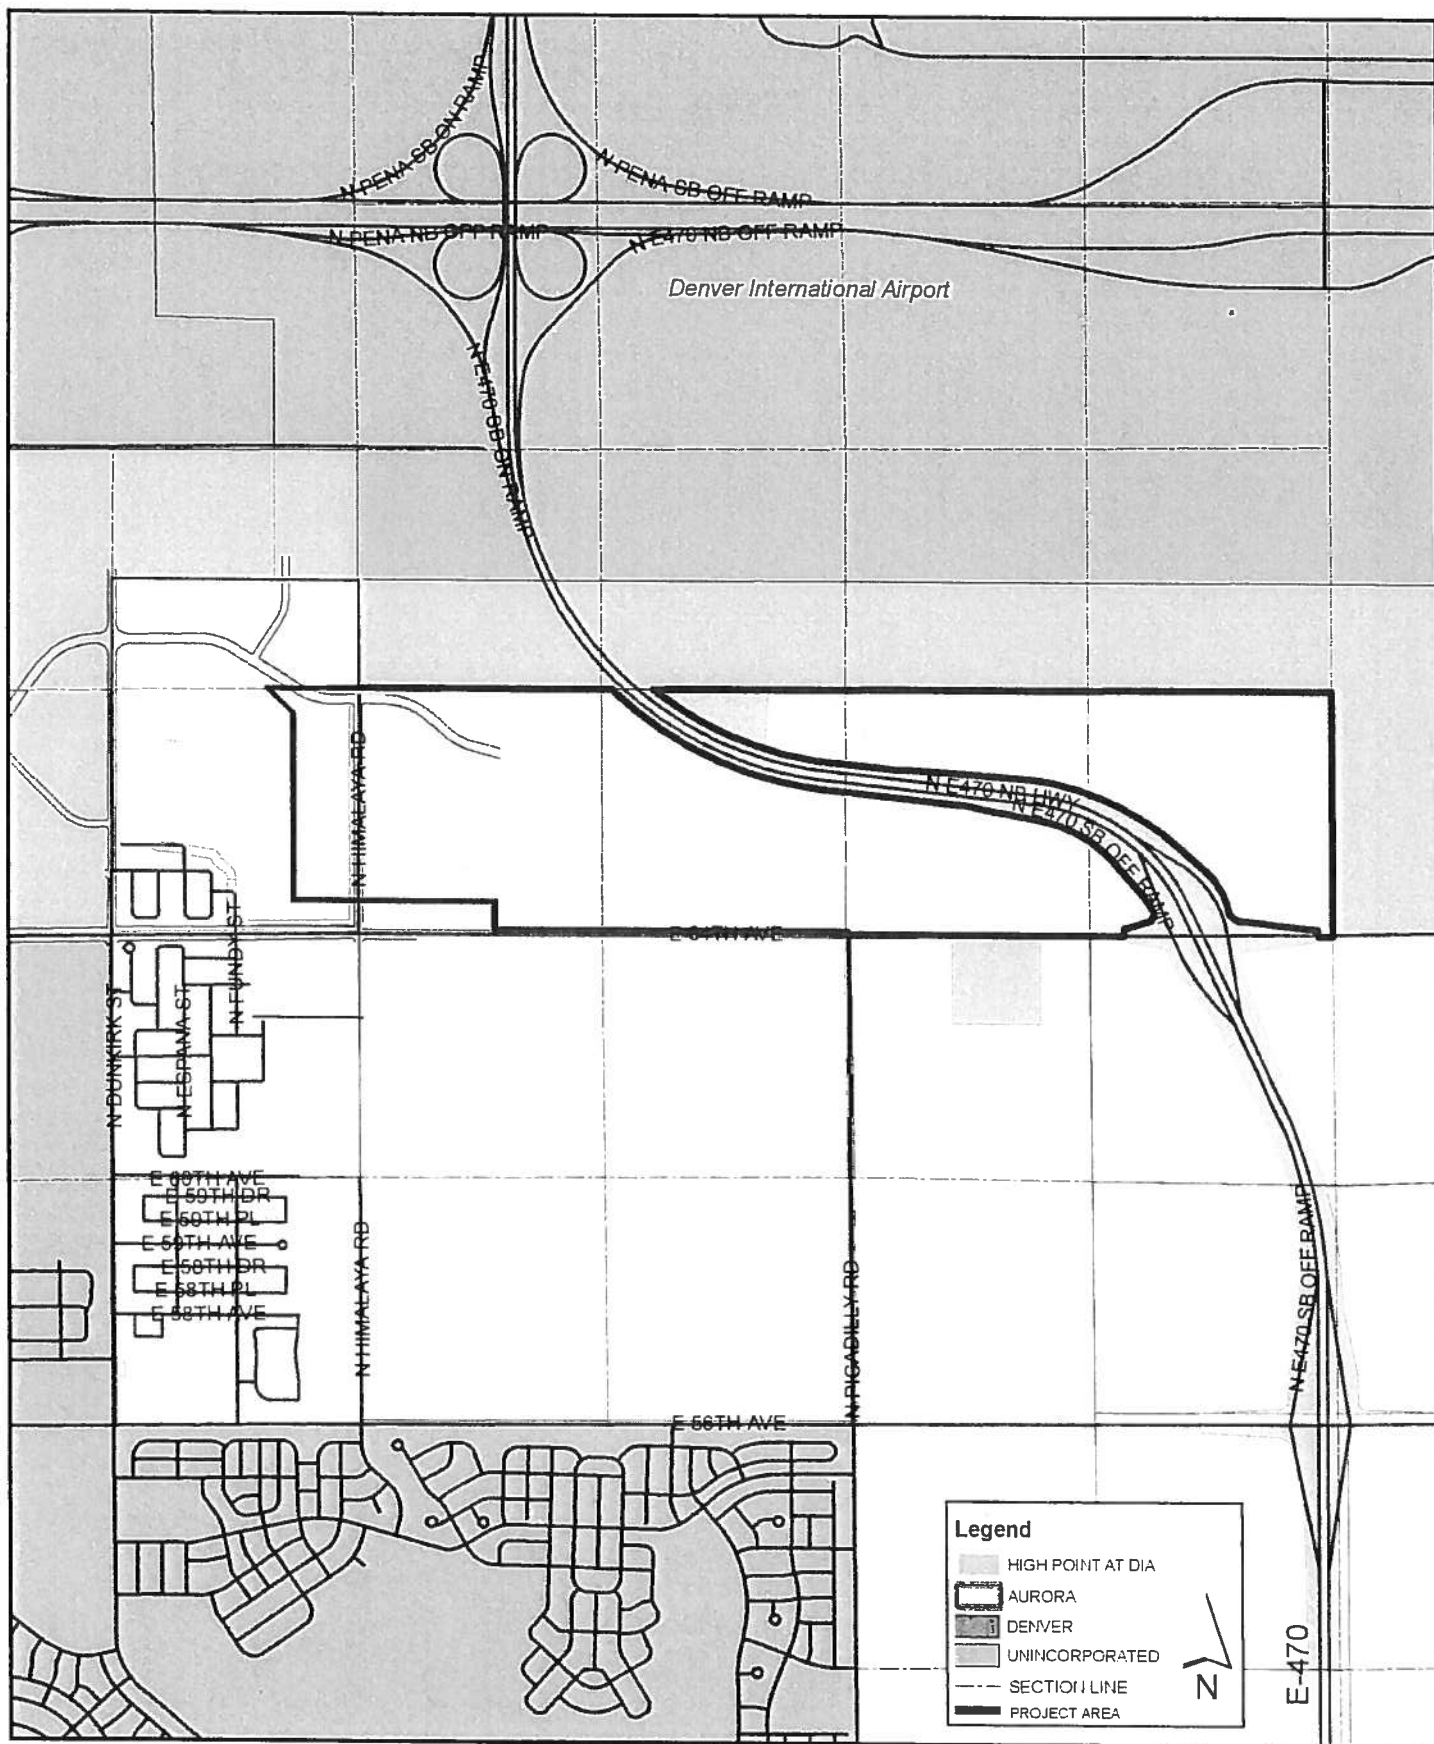 N PENA SB ON RAMP
N PENA SB OFF RAMP
N PENA NB OFF RAMP
N E470 NB OFF RAMP
Denver International Airport
N E470 SB ON RAMP
N HIMALAYA RD
N E470 NB HWY
N E470 SB OFF RAMP
E 64TH AVE
N FUNDY ST
N DUNKIRK ST
N ESPANA ST
E 60TH AVE
E 59TH DR
E 59TH PL
E 59TH AVE
E 58TH DR
E 58TH PL
E 58TH AVE
N HIMALAYA RD
N PICADILLY RD
N E470 SB OFF RAMP
E 56TH AVE
Legend
HIGH POINT AT DIA
AURORA
DENVER
UNINCORPORATED
SECTION LINE
PROJECT AREA
N
E-470